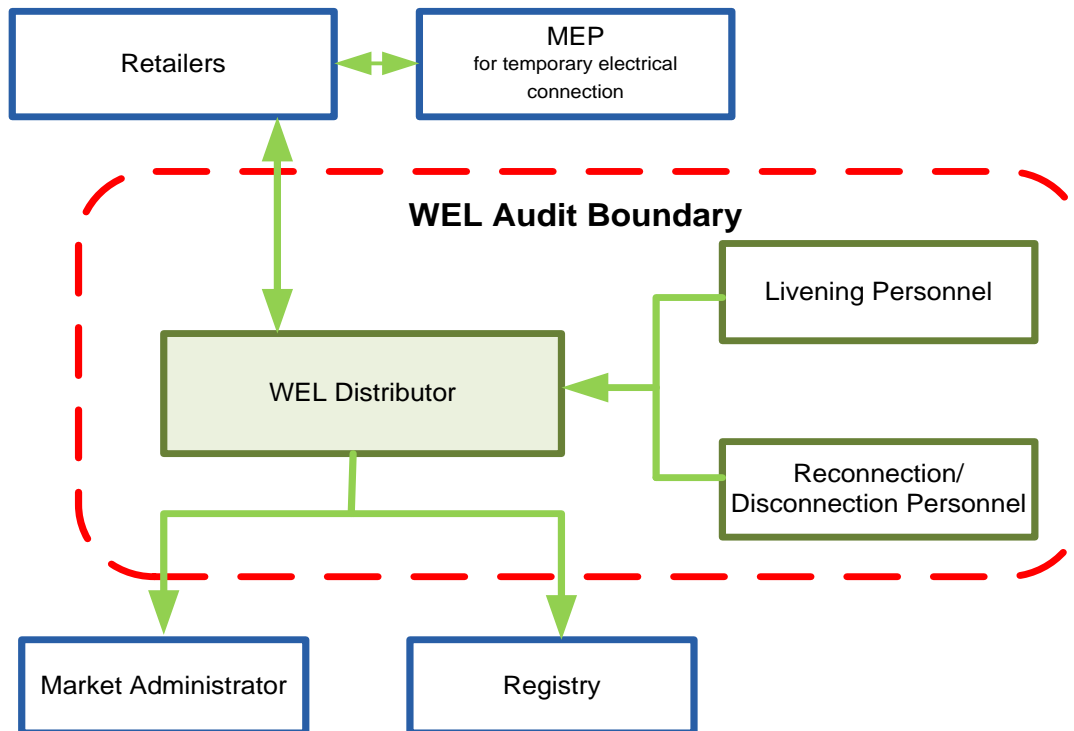 Retailers
MEP
for temporary electrical
connection
WEL Audit Boundary
Livening Personnel
WEL Distributor
Reconnection/
Disconnection Personnel
Market Administrator
Registry